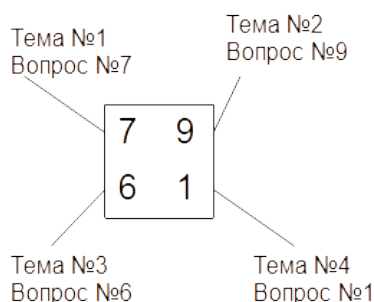 Тема №1
Вопрос №7
Тема №2
Вопрос №9
7 9
6 1
Тема №3
Вопрос №6
Тема №4
Вопрос №1